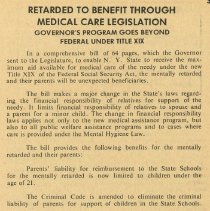 RETARDED TO BENEFIT THROUGH
MEDICAL CARE LEGISLATION
GOVERNOR'S PROGRAM GOES BEYOND
FEDERAL UNDER TITLE XIX
In a comprehensive bill of 64 pages, which the Governor
sent to the Legislature, to enable N. Y. State to receive the max-
imum aid available for medical care of the needy under the new
Title XIX of the Federal Social Security Act, the mentally retarded
and their parents will be unexpected beneficiaries.
The bill makes a major change in the State's laws regard-
ing the financial responsibility of relatives for support of the
needy. It limits financial responsibility of relatives to spouse and
a parent for a minor child. The change in financial responsibility
laws applies not only to the new medical assistance program, but
also to all public welfare assistance programs and to cases where
care is provided under the Mental Hygiene Law.
The bill provides the following benefits for the mentally
retarded and their parents:
Parents' liability for reimbursement to the State Schools
for the mentally retarded is now limited to children under the
age of 21.
The Criminal Code is amended to eliminate the criminal
liability of parents for support of children in the State Schools.